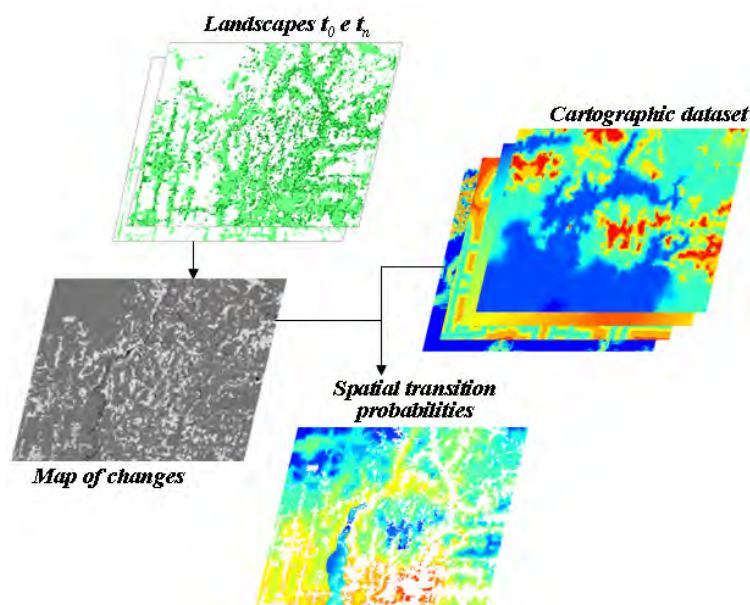 Landscapes t0 e tn
Cartographic dataset
Spatial transition
probabilities
Map of changes